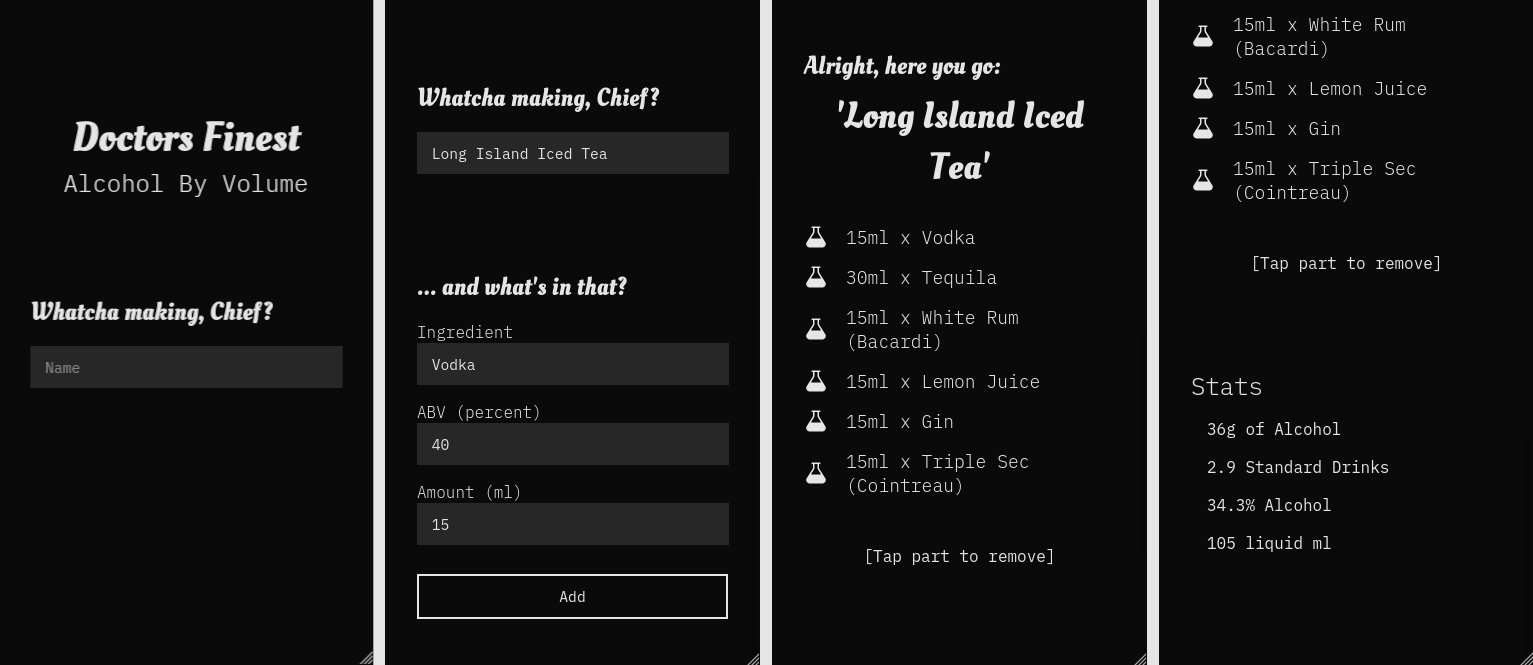 Doctors Finest
Alcohol By Volume
Whatcha making, Chief?
Name
Whatcha making, Chief?
Long Island Iced Tea
... and what's in that?
Ingredient
Vodka
ABV (percent)
40
Amount (ml)
15
Add
Alright, here you go:
'Long Island Iced
Tea'
15ml x Vodka
30ml x Tequila
15ml x White Rum
(Bacardi)
15ml x Lemon Juice
15ml x Gin
15ml x Triple Sec
(Cointreau)
[Tap part to remove]
15ml x White Rum
(Bacardi)
15ml x Lemon Juice
15ml x Gin
15ml x Triple Sec
(Cointreau)
[Tap part to remove]
Stats
36g of Alcohol
2.9 Standard Drinks
34.3% Alcohol
105 liquid ml